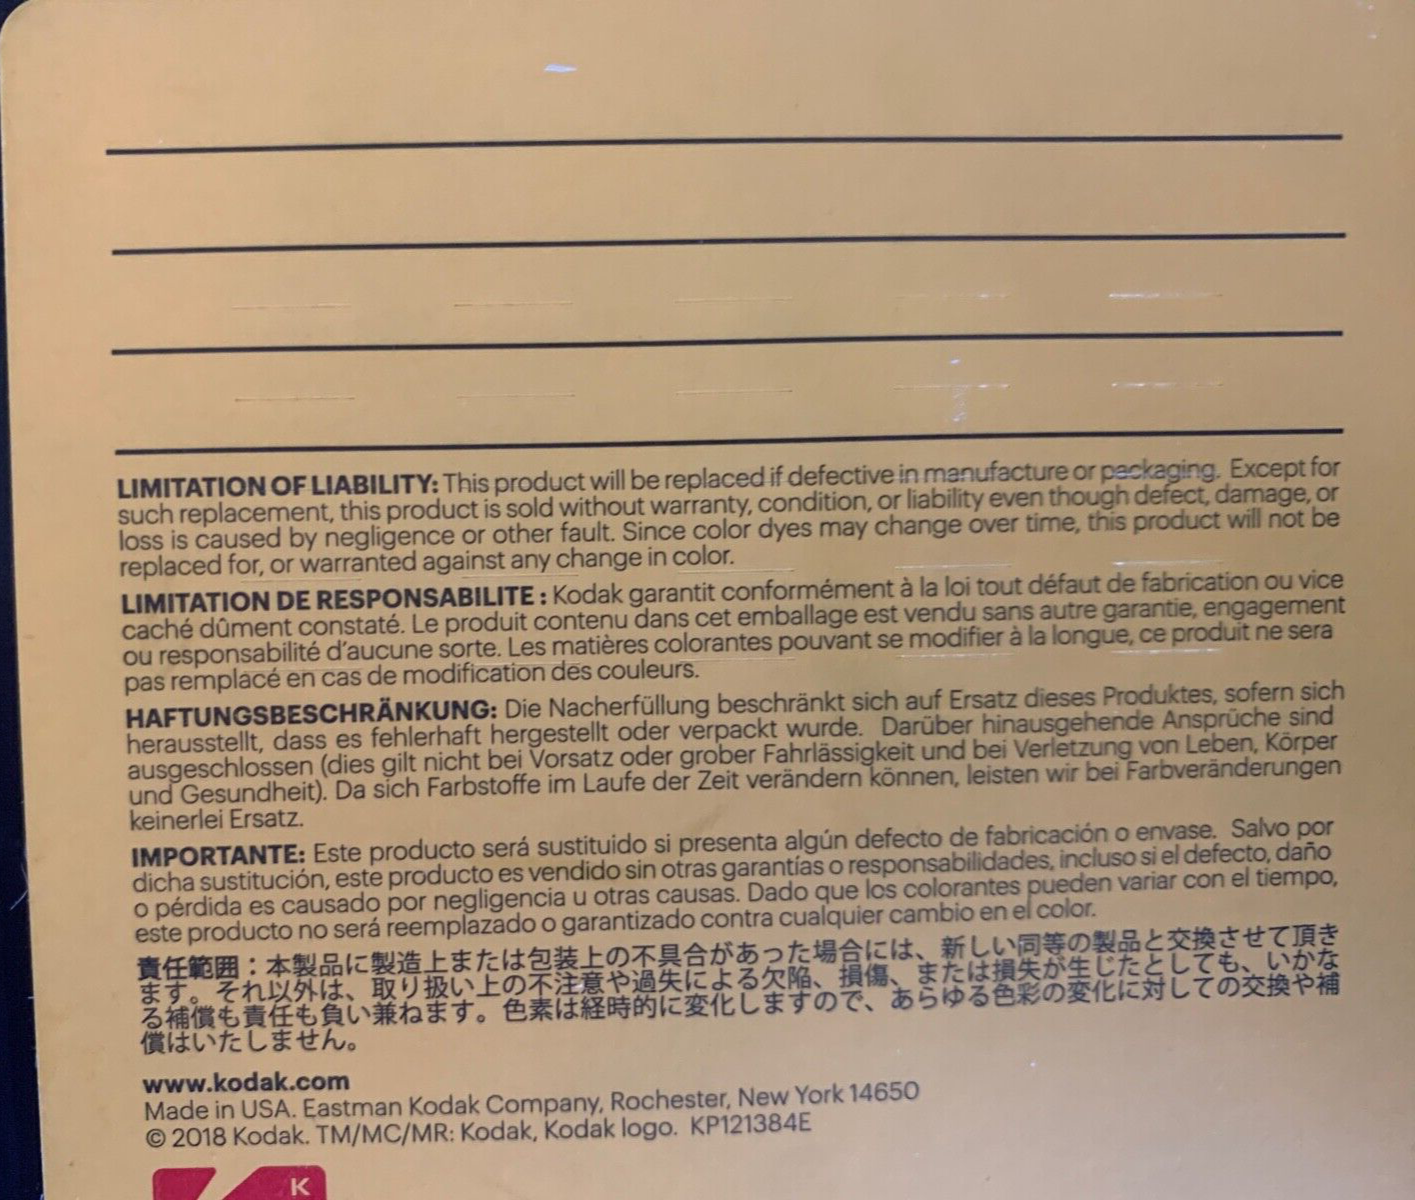 LIMITATION OF LIABILITY: This product will be replaced if defective in manufacture or packaging. Except for
such replacement, this product is sold without warranty, condition, or liability even though defect, damage, or
loss is caused by negligence or other fault. Since color dyes may change over time, this product will not be
replaced for, or warranted against any change in color.
LIMITATION DE RESPONSABILITE : Kodak garantit conformément à la loi tout défaut de fabrication ou vice
caché dûment constaté. Le produit contenu dans cet emballage est vendu sans autre garantie, engagement
ou responsabilité d'aucune sorte. Les matières colorantes pouvant se modifier à la longue, ce produit ne sera
pas remplacé en cas de modification des couleurs.
HAFTUNGSBESCHRÄNKUNG: Die Nacherfüllung beschränkt sich auf Ersatz dieses Produktes, sofern sich
herausstellt, dass es fehlerhaft hergestellt oder verpackt wurde. Darüber hinausgehende Ansprüche sind
ausgeschlossen (dies gilt nicht bei Vorsatz oder grober Fahrlässigkeit und bei Verletzung von Leben, Körper
und Gesundheit). Da sich Farbstoffe im Laufe der Zeit verändern können, leisten wir bei Farbveränderungen
keinerlei Ersatz.
IMPORTANTE: Este producto será sustituido si presenta algún defecto de fabricación o envase. Salvo por
dicha sustitución, este producto es vendido sin otras garantías o responsabilidades, incluso si el defecto, daño
o pérdida es causado por negligencia u otras causas. Dado que los colorantes pueden variar con el tiempo,
este producto no será reemplazado o garantizado contra cualquier cambio en el color.
責任範囲：本製品に製造上または包装上の不具合があった場合には、新しい同等の製品と交換させて頂き
ます。それ以外は、取り扱い上の不注意や過失による欠陥、損傷、または損失が生じたとしても、いかな
る補償も責任も負い兼ねます。色素は経時的に変化しますので、あらゆる色彩の変化に対しての交換や補
償はいたしません。
www.kodak.com
Made in USA. Eastman Kodak Company, Rochester, New York 14650
© 2018 Kodak. TM/MC/MR: Kodak, Kodak logo. KP121384E
K